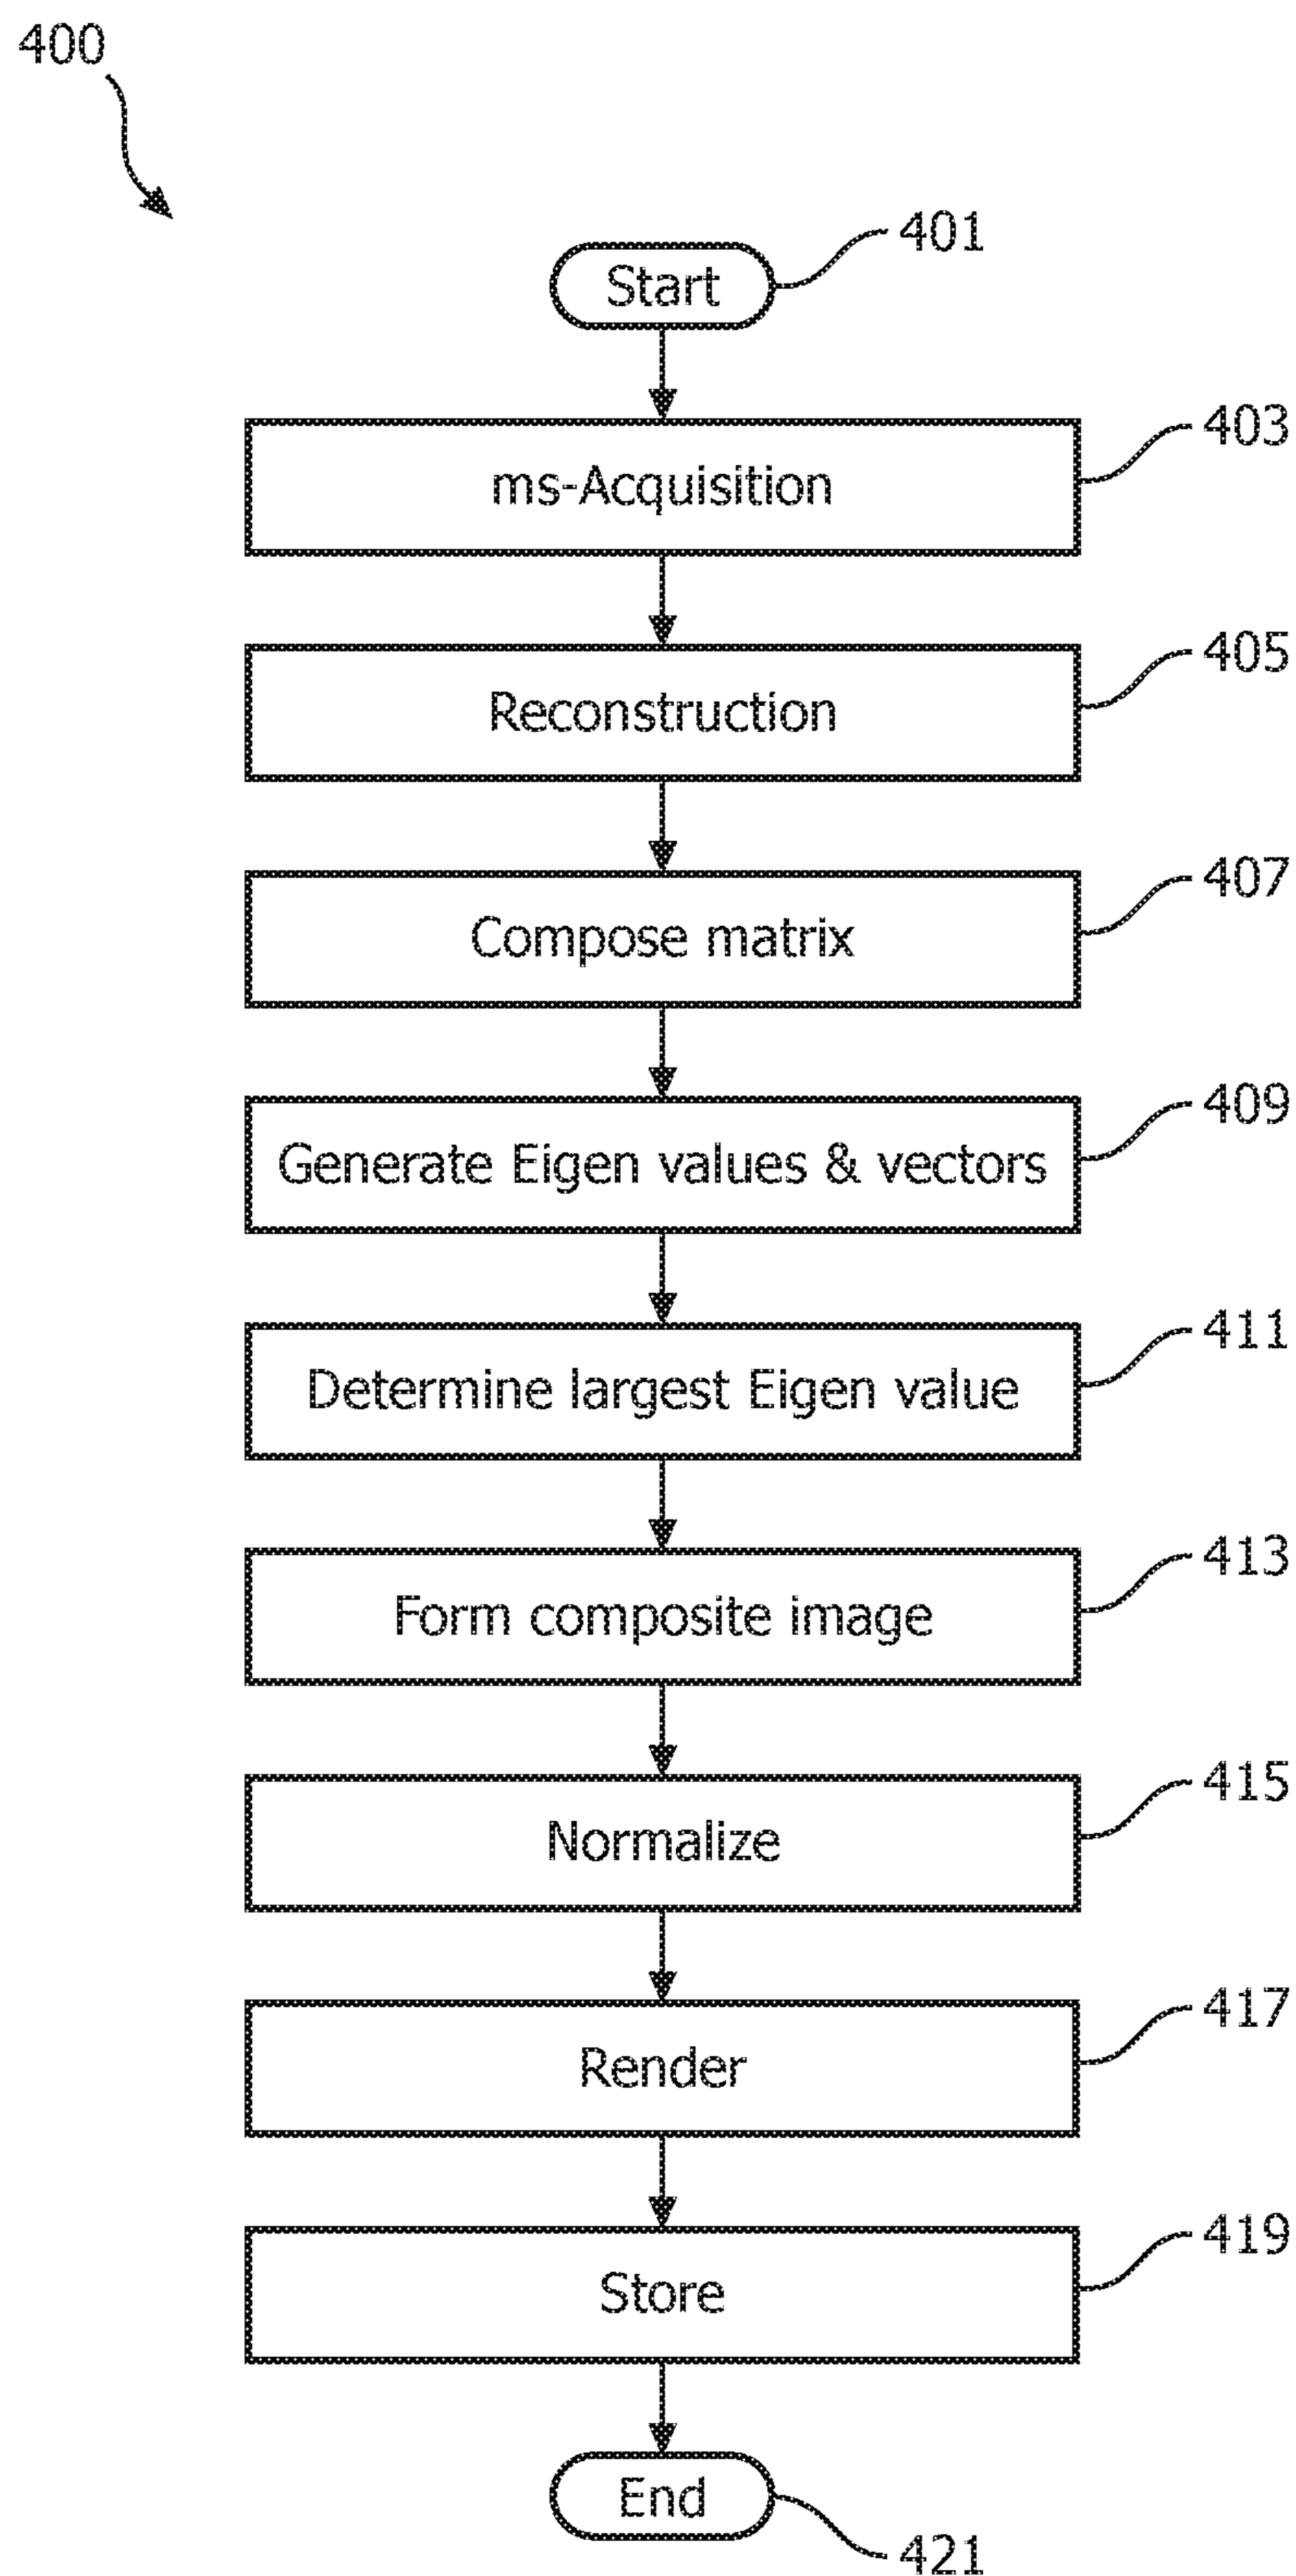 400
Start
401
ms-Acquisition
403
Reconstruction
405
Compose matrix
407
Generate Eigen values & vectors
409
Determine largest Eigen value
411
Form composite image
413
Normalize
415
Render
417
Store
419
End
421